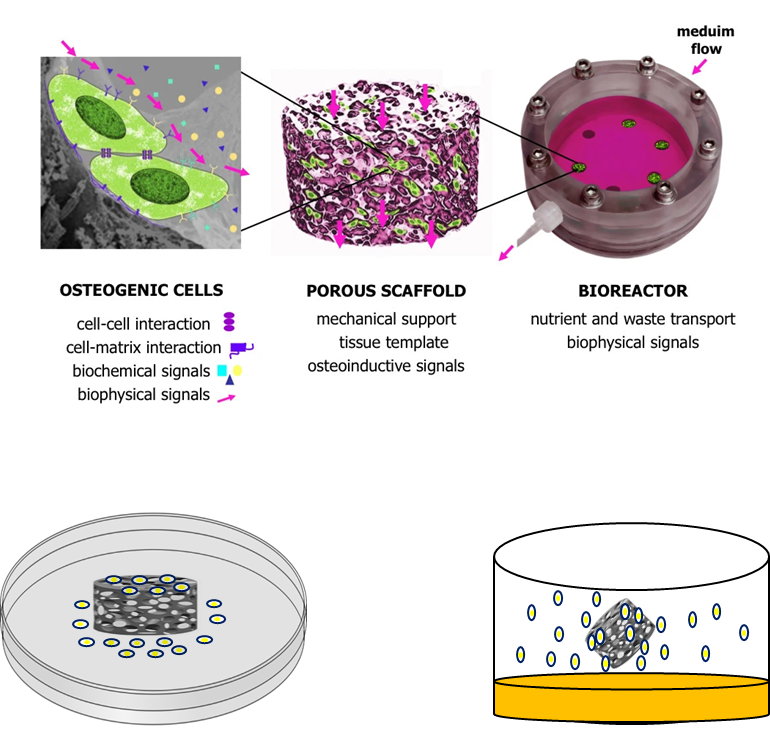 meduim
flow
OSTEOGENIC CELLS
cell-cell interaction
cell-matrix interaction
biochemical signals
biophysical signals
POROUS SCAFFOLD
mechanical support
tissue template
osteoinductive signals
BIOREACTOR
nutrient and waste transport
biophysical signals